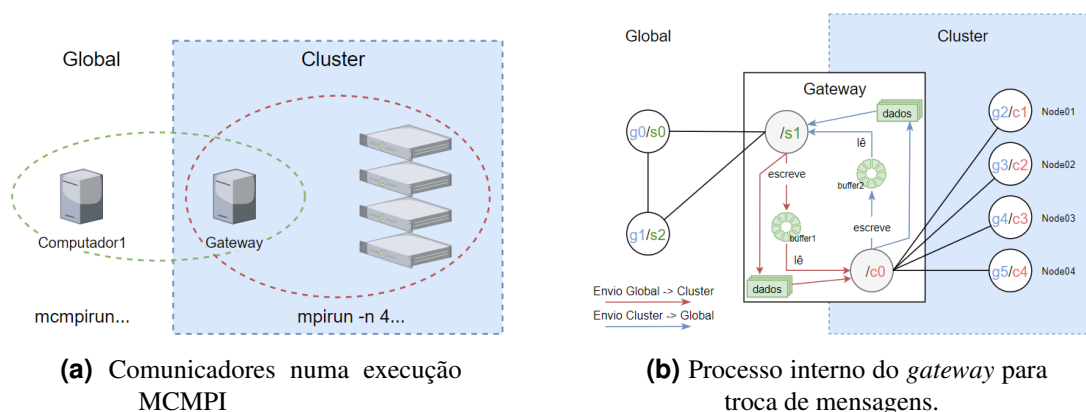 Global
Cluster
Computador1
Gateway
mcmpirun...
mpirun -n 4...
(a) Comunicadores numa execução
MCMPI
Global
Cluster
Gateway
dados
/s1
g0/s0
lê
escreve
buffer2
g1/s2
buffer1
escreve
lê
/c0
dados
g2/c1
Node01
g3/c2
Node02
g4/c3
Node03
g5/c4
Node04
Envio Global -> Cluster
Envio Cluster -> Global
(b) Processo interno do gateway para
troca de mensagens.